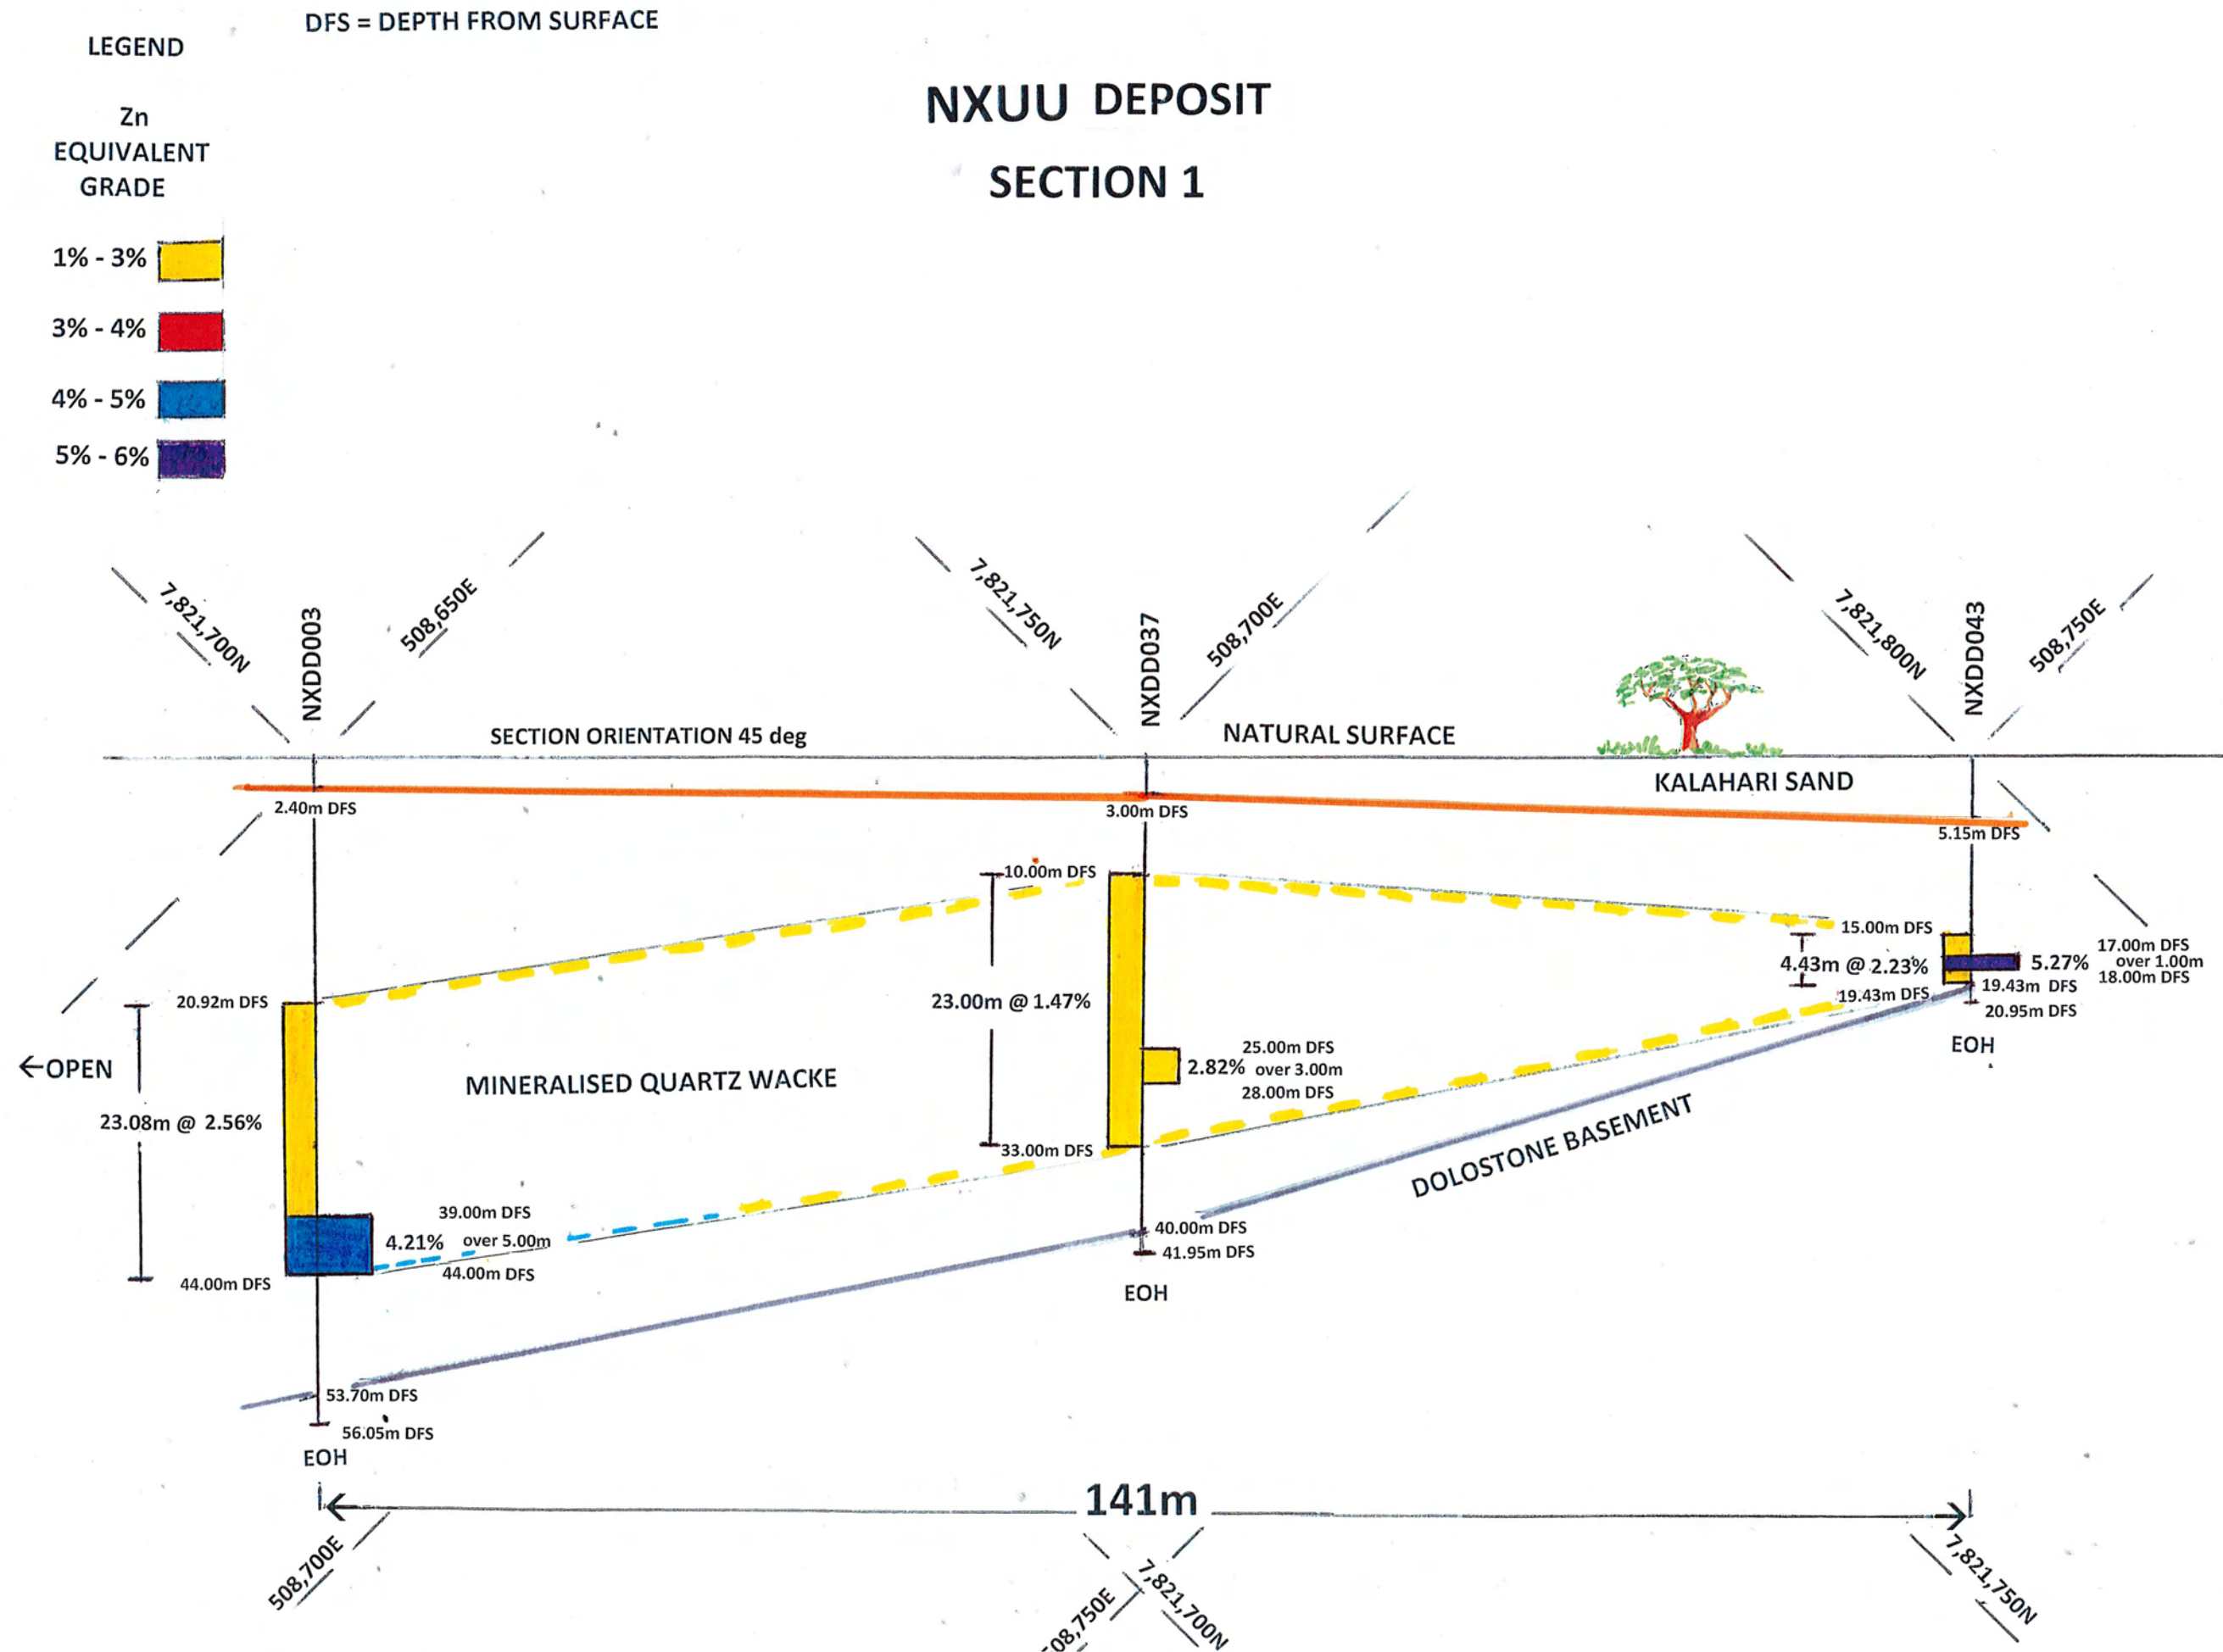 DFS = DEPTH FROM SURFACE
LEGEND
NXUU DEPOSIT
SECTION 1
Zn
EQUIVALENT
GRADE
1% - 3%
3% - 4%
4% - 5%
5% - 6%
7,821,700N
NXDD003
508,650E
7,821,750N
NXDD037
508,700E
7,821,800N
NXDD043
508,750E
SECTION ORIENTATION 45 deg
NATURAL SURFACE
KALAHARI SAND
2.40m DFS
3.00m DFS
5.15m DFS
10.00m DFS
15.00m DFS
4.43m @ 2.23%
5.27%
17.00m DFS
over 1.00m
18.00m DFS
19.43m DFS
19.43m DFS
20.95m DFS
EOH
20.92m DFS
23.00m @ 1.47%
←OPEN
MINERALISED QUARTZ WACKE
25.00m DFS
2.82% over 3.00m
28.00m DFS
23.08m @ 2.56%
33.00m DFS
DOLOSTONE BASEMENT
39.00m DFS
4.21% over 5.00m
44.00m DFS
44.00m DFS
40.00m DFS
41.95m DFS
EOH
53.70m DFS
56.05m DFS
EOH
141m
508,700E
08,750E
7,821,700N
7,821,750N